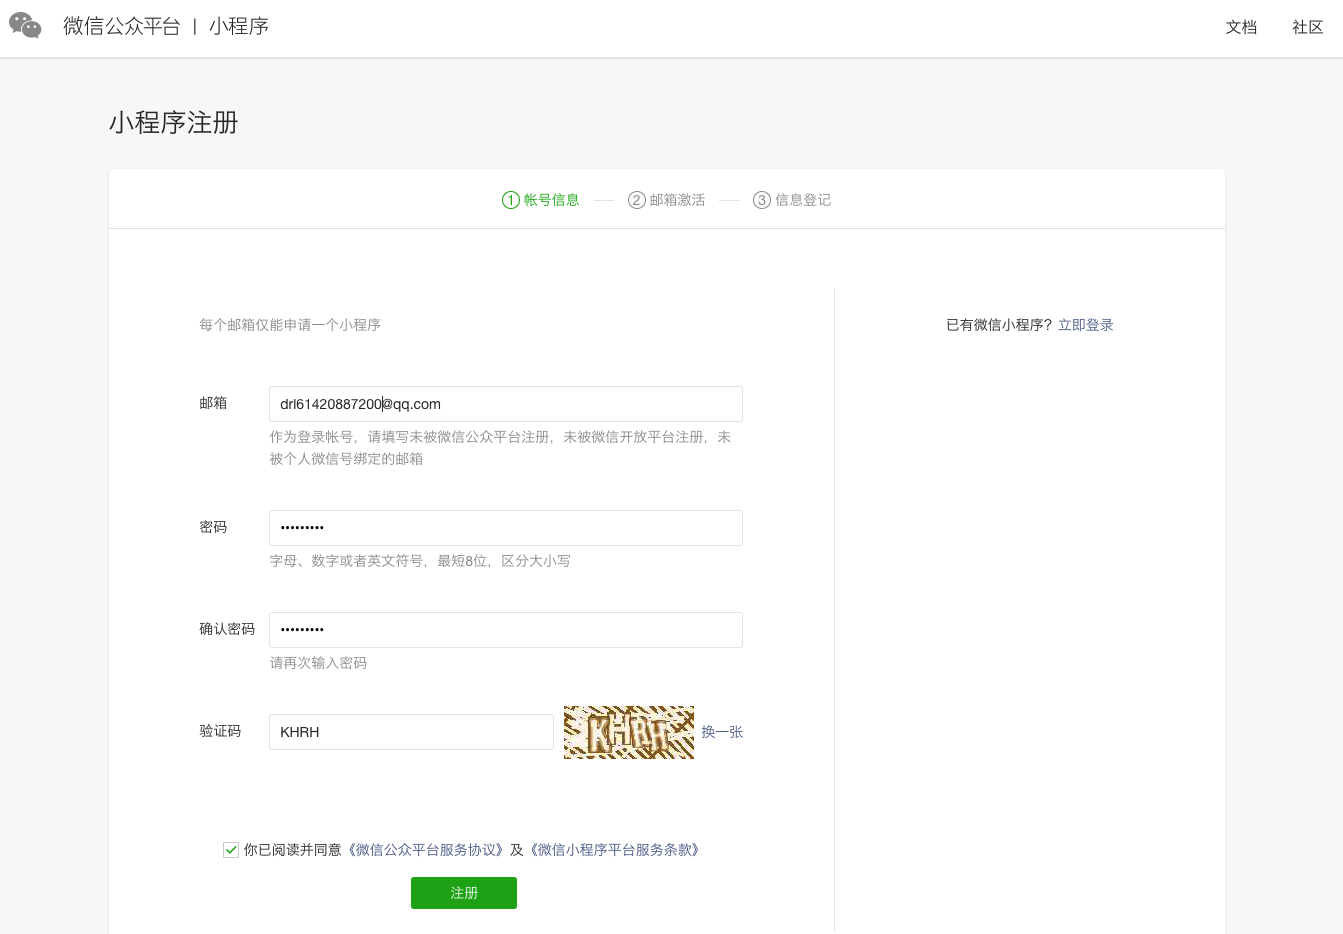 微信公众平台 | 小程序
文档 社区
小程序注册
① 帐号信息 — ② 邮箱激活 — ③ 信息登记
每个邮箱仅能申请一个小程序
已有微信小程序？立即登录
邮箱
drl61420887200@qq.com
作为登录帐号，请填写未被微信公众平台注册，未被微信开放平台注册，未
被个人微信号绑定的邮箱
密码
•••••••••
字母、数字或者英文符号，最短8位，区分大小写
确认密码
•••••••••
请再次输入密码
验证码
KHRH
KHRH
换一张
你已阅读并同意《微信公众平台服务协议》及《微信小程序平台服务条款》
注册